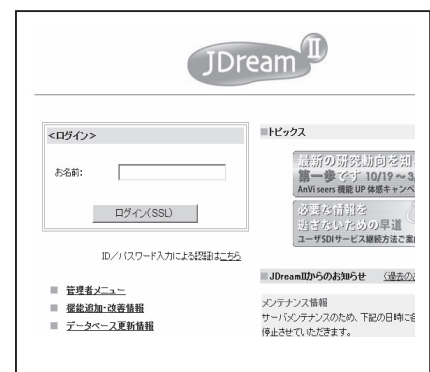 JDream II
<ログイン>
お名前:
ログイン(SSL)
ID/パスワード入力による認証はこちら
■ 管理者メニュー
■ 機能追加・改善情報
■ データベース更新情報
■トピックス
最新の研究動向を知
第一歩です 10/19～3
AnVi seers 機能 UP 体感キャンペ
必要な情報を
逃さないための早道
ユーザSDIサービス継続方法ご案
■ JDreamIIからのお知らせ (過去の
メンテナンス情報
サーバメンテナンスのため、下記の日時に
停止させていただきます。